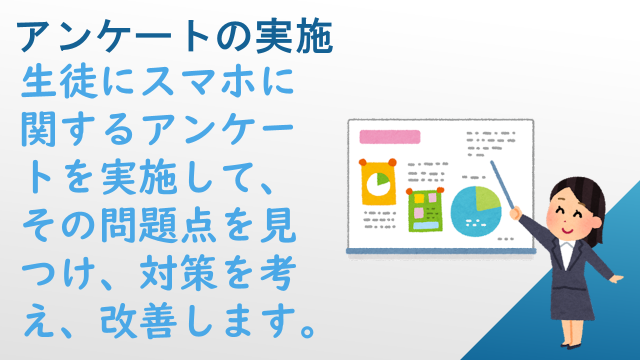 アンケートの実施
生徒にスマホに
関するアンケー
トを実施して、
その問題点を見
つけ、対策を考
え、改善します。